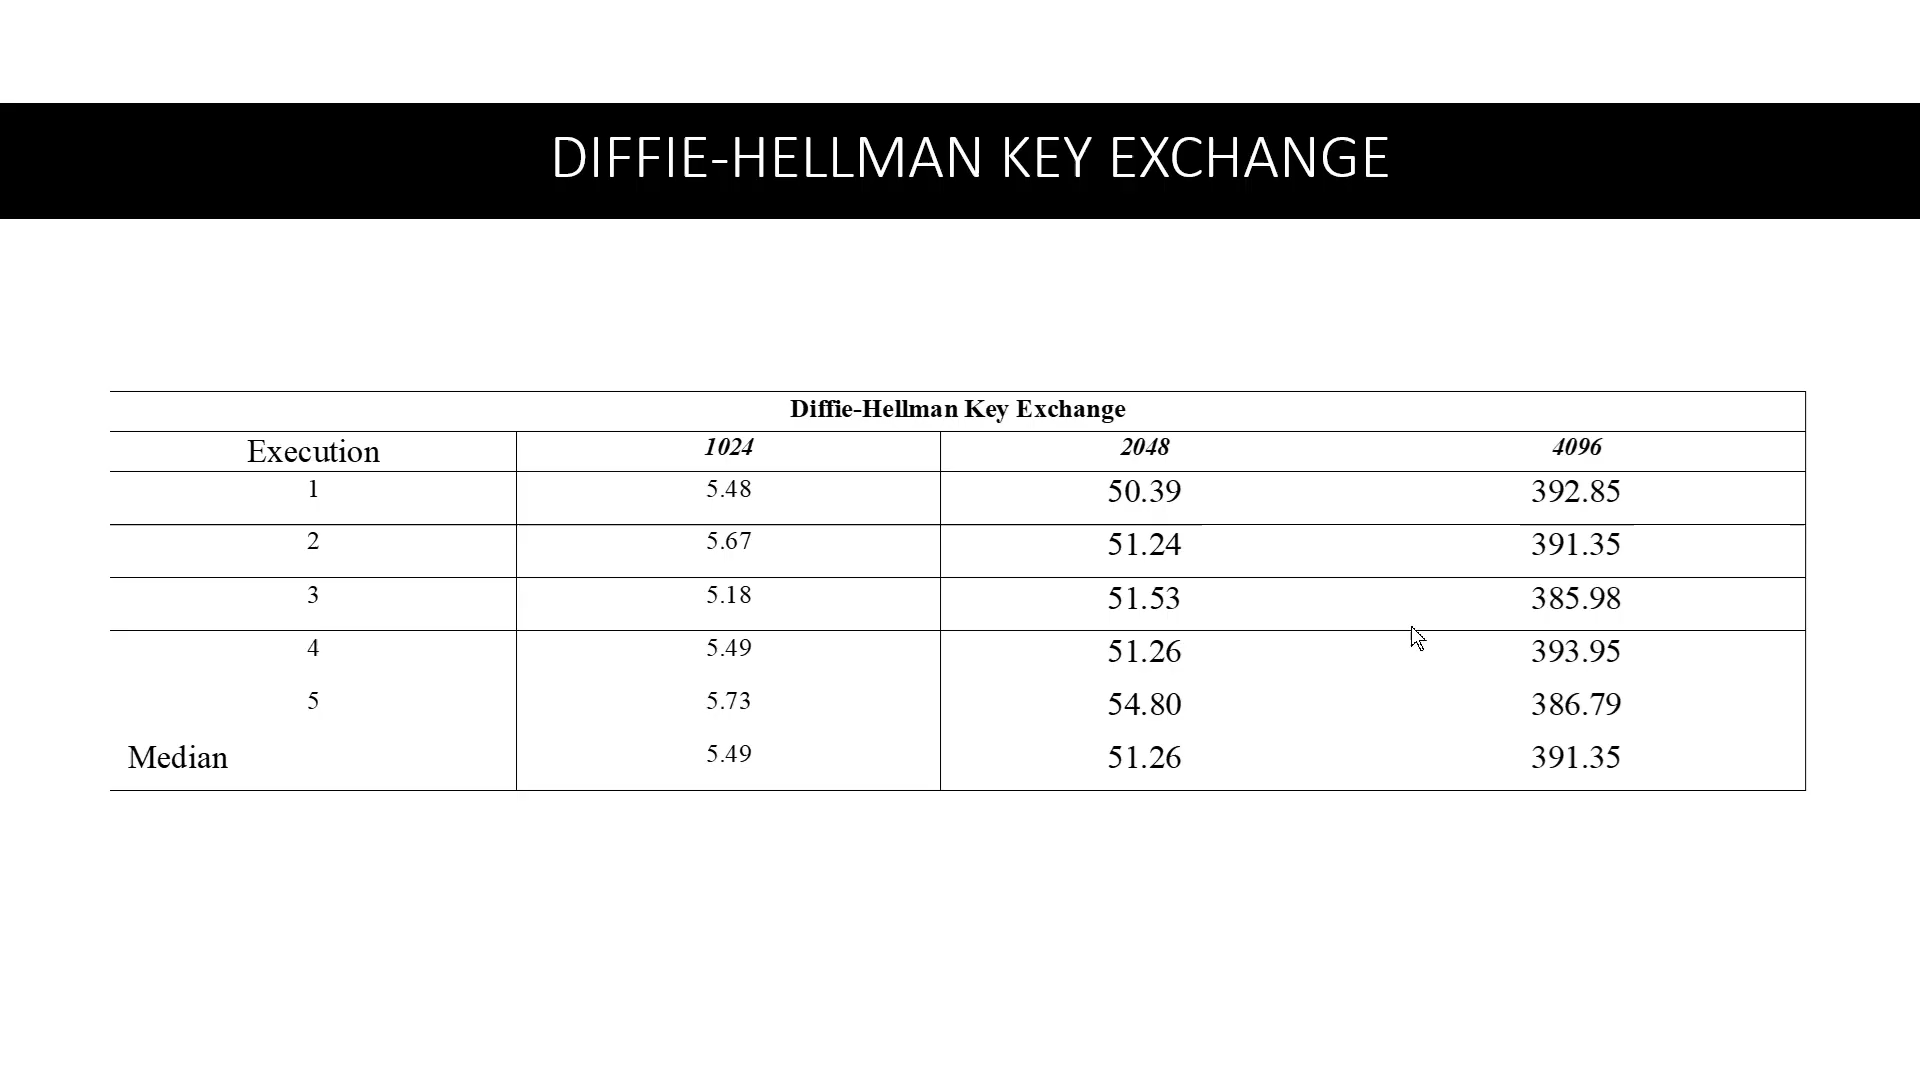 DIFFIE-HELLMAN KEY EXCHANGE
Diffie-Hellman Key Exchange
Execution 1024 2048 4096
1 5.48 50.39 392.85
2 5.67 51.24 391.35
3 5.18 51.53 385.98
4 5.49 51.26 393.95
5 5.73 54.80 386.79
Median 5.49 51.26 391.35